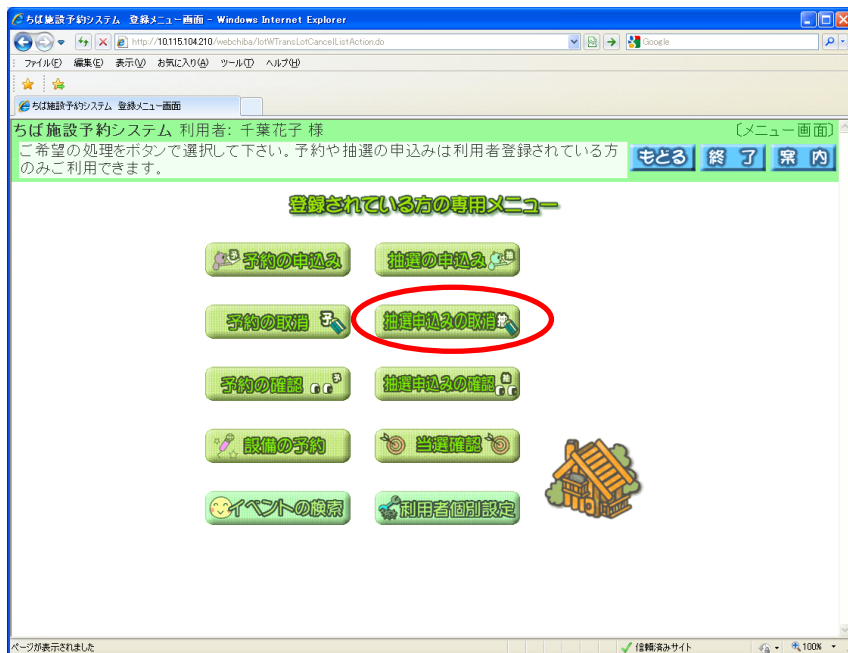 ちば施設予約システム 登録メニュー画面 - Windows Internet Explorer
http://10.115.104.210/webchiba/lotWTransLotCancelListAction.do
Google
ファイル(F) 編集(E) 表示(V) お気に入り(A) ツール(T) ヘルプ(H)
ちば施設予約システム 登録メニュー画面
ちば施設予約システム 利用者: 千葉花子 様 〔メニュー画面〕
ご希望の処理をボタンで選択して下さい。予約や抽選の申込みは利用者登録されている方
のみご利用できます。
もどる 終了 案内
登録されている方の専用メニュー
予約の申込み 抽選の申込み
予約の取消 抽選申込みの取消
予約の確認 抽選申込みの確認
設備の予約 当選確認
イベントの検索 利用者個別設定
ページが表示されました 信頼済みサイト 100%